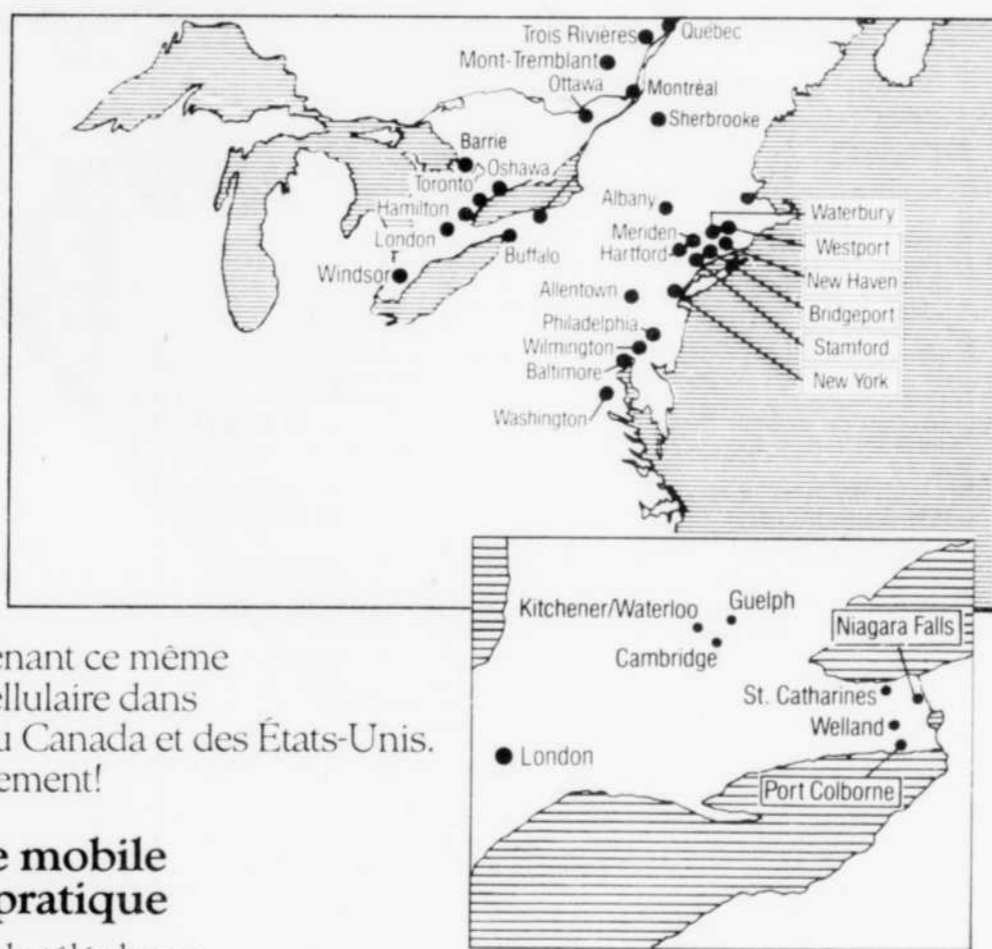 Trois Rivières
Québec
Mont-Tremblant
Ottawa
Montréal
Sherbrooke
Barrie
Oshawa
Toronto
Hamilton
London
Windsor
Buffalo
Albany
Meriden
Hartford
Allentown
Philadelphia
Wilmington
Baltimore
Washington
Waterbury
Westport
New Haven
Bridgeport
Stamford
New York
Kitchener/Waterloo
Guelph
Cambridge
Niagara Falls
St. Catharines
Welland
London
Port Colborne
enant ce même
ellulaire dans
u Canada et des États-Unis.
ement!
e mobile
pratique